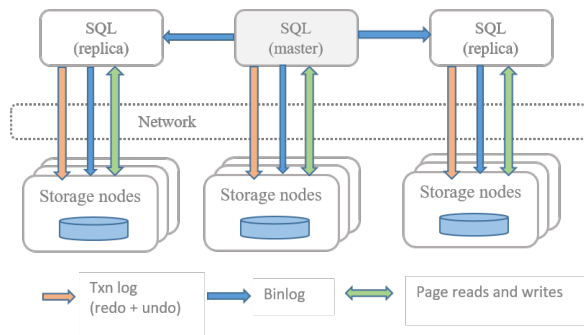 SQL
(replica)
SQL
(master)
SQL
(replica)
Network
Storage nodes
Storage nodes
Storage nodes
Txn log
(redo + undo)
Binlog
Page reads and writes